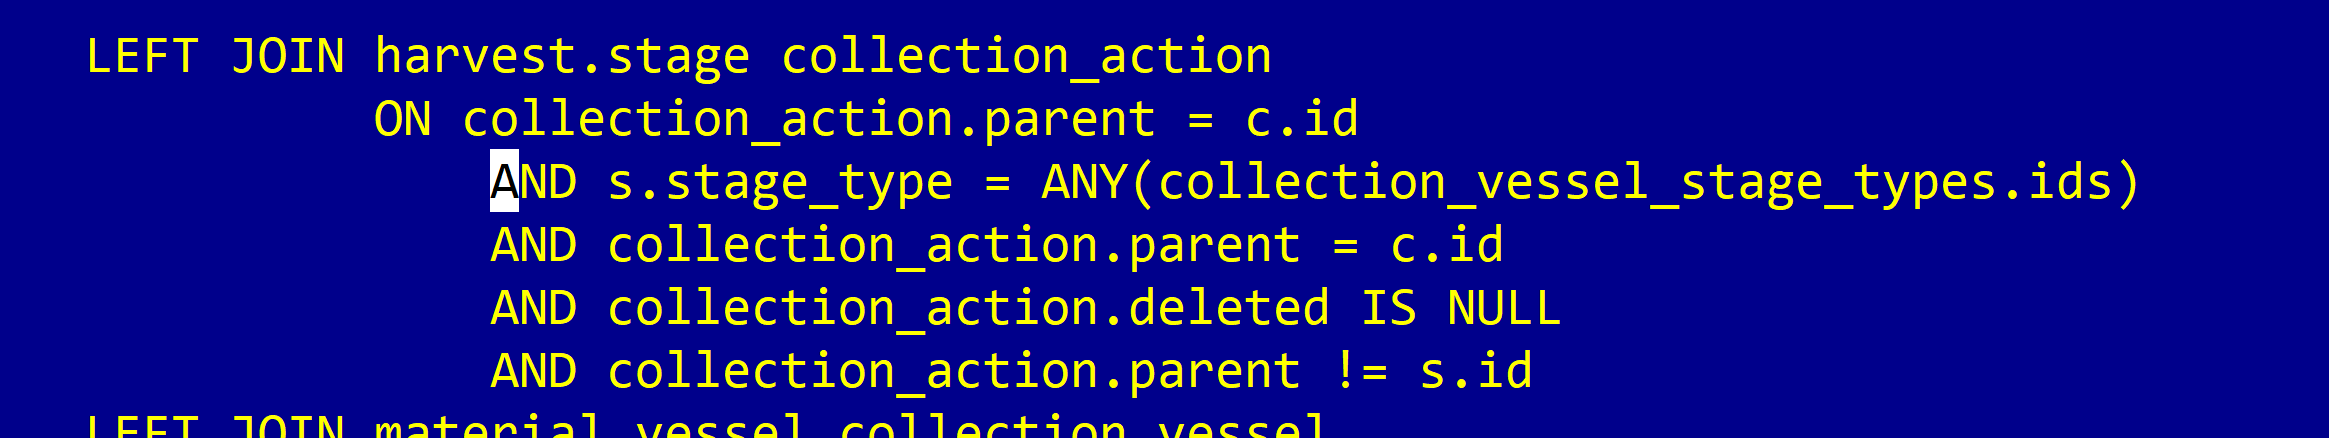 LEFT JOIN harvest.stage collection_action
ON collection_action.parent = c.id
AND s.stage_type = ANY(collection_vessel_stage_types.ids)
AND collection_action.parent = c.id
AND collection_action.deleted IS NULL
AND collection_action.parent != s.id
LEFT JOIN material_vessel collection_vessel